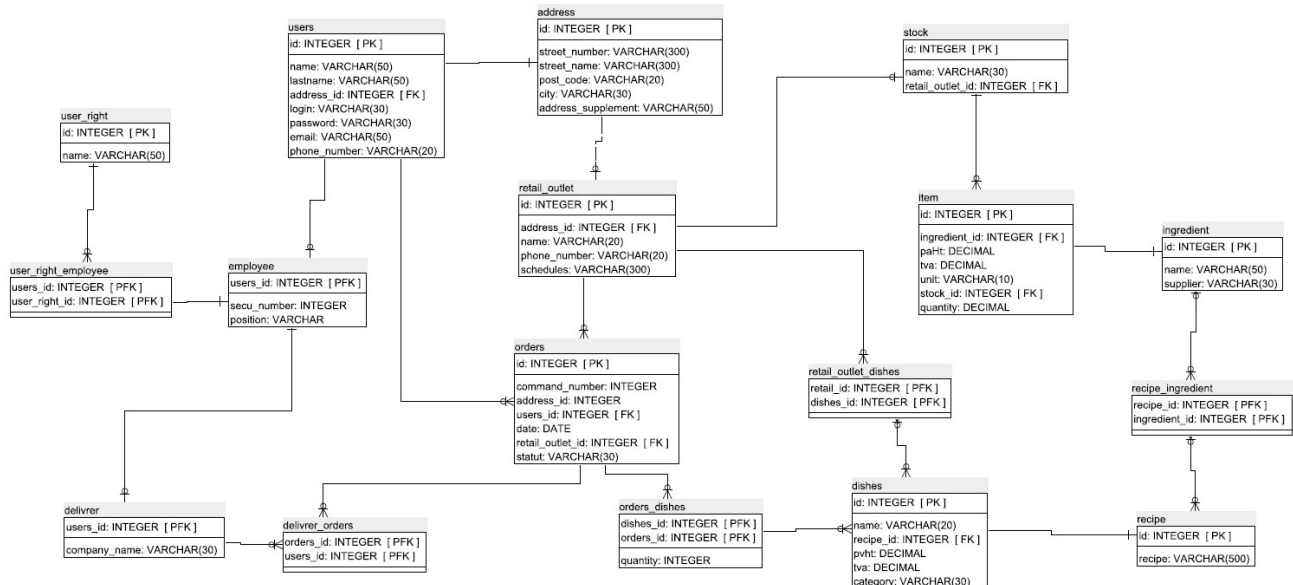 users
id: INTEGER [ PK ]
name: VARCHAR(50)
lastname: VARCHAR(50)
address_id: INTEGER [ FK ]
login: VARCHAR(30)
password: VARCHAR(30)
email: VARCHAR(50)
phone_number: VARCHAR(20)
address
id: INTEGER [ PK ]
street_number: VARCHAR(300)
street_name: VARCHAR(300)
post_code: VARCHAR(20)
city: VARCHAR(30)
address_supplement: VARCHAR(50)
stock
id: INTEGER [ PK ]
name: VARCHAR(30)
retail_outlet_id: INTEGER [ FK ]
user_right
id: INTEGER [ PK ]
name: VARCHAR(50)
retail_outlet
id: INTEGER [ PK ]
address_id: INTEGER [ FK ]
name: VARCHAR(20)
phone_number: VARCHAR(20)
schedules: VARCHAR(300)
item
id: INTEGER [ PK ]
ingredient_id: INTEGER [ FK ]
paHt: DECIMAL
tva: DECIMAL
unit: VARCHAR(10)
stock_id: INTEGER [ FK ]
quantity: DECIMAL
ingredient
id: INTEGER [ PK ]
name: VARCHAR(50)
supplier: VARCHAR(30)
user_right_employee
users_id: INTEGER [ PFK ]
user_right_id: INTEGER [ PFK ]
employee
users_id: INTEGER [ PFK ]
secu_number: INTEGER
position: VARCHAR
orders
id: INTEGER [ PK ]
command_number: INTEGER
address_id: INTEGER
users_id: INTEGER [ FK ]
date: DATE
retail_outlet_id: INTEGER [ FK ]
statut: VARCHAR(30)
retail_outlet_dishes
retail_id: INTEGER [ PFK ]
dishes_id: INTEGER [ PFK ]
recipe_ingredient
recipe_id: INTEGER [ PFK ]
ingredient_id: INTEGER [ PFK ]
delivrer
users_id: INTEGER [ PFK ]
company_name: VARCHAR(30)
delivrer_orders
orders_id: INTEGER [ PFK ]
users_id: INTEGER [ PFK ]
orders_dishes
dishes_id: INTEGER [ PFK ]
orders_id: INTEGER [ PFK ]
quantity: INTEGER
dishes
id: INTEGER [ PK ]
name: VARCHAR(20)
recipe_id: INTEGER [ FK ]
pvht: DECIMAL
tva: DECIMAL
category: VARCHAR(30)
recipe
id: INTEGER [ PK ]
recipe: VARCHAR(500)